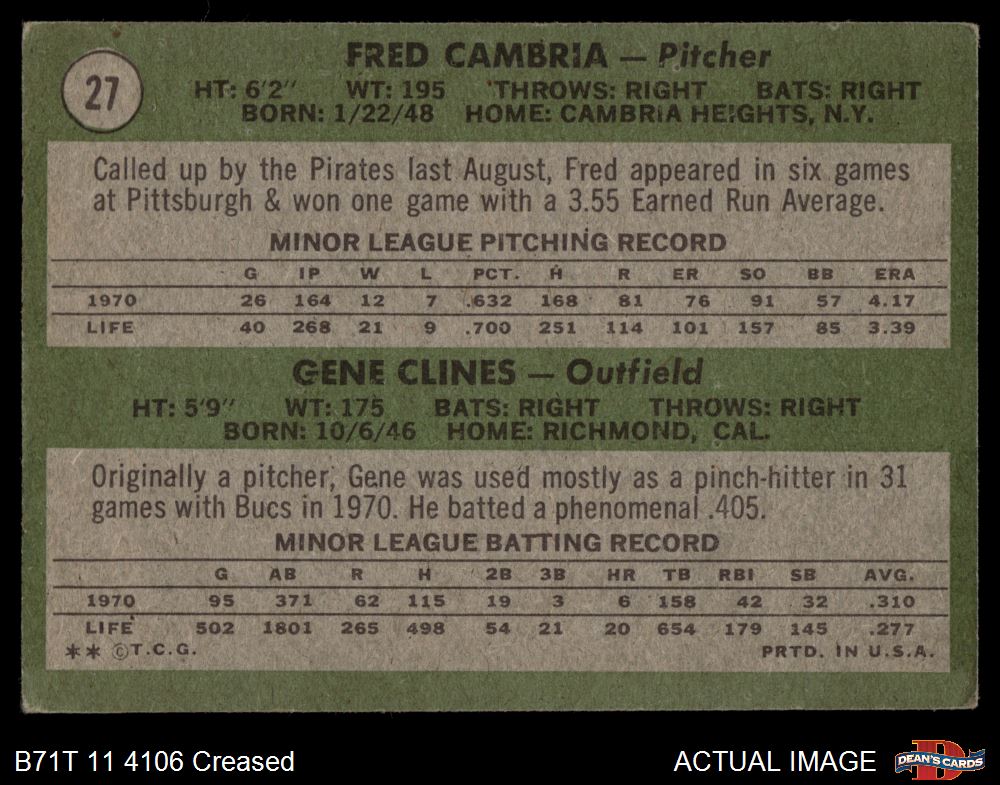 27
FRED CAMBRIA — Pitcher
HT: 6'2" WT: 195 THROWS: RIGHT BATS: RIGHT
BORN: 1/22/48 HOME: CAMBRIA HEIGHTS, N.Y.
Called up by the Pirates last August, Fred appeared in six games
at Pittsburgh & won one game with a 3.55 Earned Run Average.
MINOR LEAGUE PITCHING RECORD
G IP W L PCT. H R ER SO BB ERA
1970 26 164 12 7 .632 168 81 76 91 57 4.17
LIFE 40 268 21 9 .700 251 114 101 157 85 3.39
GENE CLINES — Outfield
HT: 5'9" WT: 175 BATS: RIGHT THROWS: RIGHT
BORN: 10/6/46 HOME: RICHMOND, CAL.
Originally a pitcher, Gene was used mostly as a pinch-hitter in 31
games with Bucs in 1970. He batted a phenomenal .405.
MINOR LEAGUE BATTING RECORD
G AB R H 2B 3B HR TB RBI SB AVG.
1970 95 371 62 115 19 3 6 158 42 32 .310
LIFE 502 1801 265 498 54 21 20 654 179 145 .277
** ©T.C.G. PRTD. IN U.S.A.
B71T 11 4106 Creased ACTUAL IMAGE DEAN'S CARDS